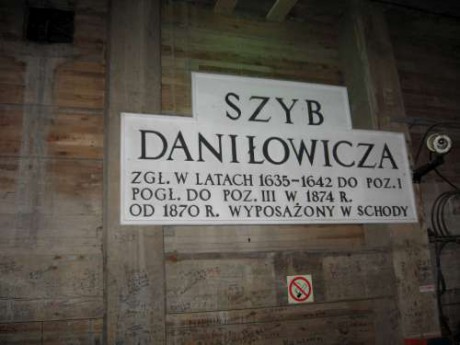 SZYB
DANIŁOWICZA
ZGŁ. W LATACH 1635-1642 DO POZ. I
POGŁ. DO POZ. III W 1874 R.
OD 1870 R. WYPOSAŻONY W SCHODY